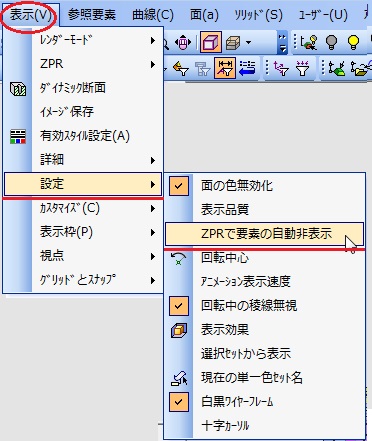 表示(V) 参照要素 曲線(C) 面(a) ｿﾘｯﾄﾞ(S) ﾕｰｻﾞｰ(U)
ﾚﾝﾀﾞｰﾓｰﾄﾞ
ZPR
ﾀﾞｲﾅﾐｯｸ断面
ｲﾒｰｼﾞ保存
有効ｽﾀｲﾙ設定(A)
詳細
設定
ｶｽﾀﾏｲｽﾞ(C)
表示枠(P)
視点
ｸﾞﾘｯﾄﾞとｽﾅｯﾌﾟ
面の色無効化
表示品質
ZPRで要素の自動非表示
回転中心
ｱﾆﾒｰｼｮﾝ表示速度
回転中の稜線無視
表示効果
選択ｾｯﾄから表示
現在の単一色ｾｯﾄ名
白黒ﾜｲﾔｰﾌﾚｰﾑ
十字ｶｰｿﾙ